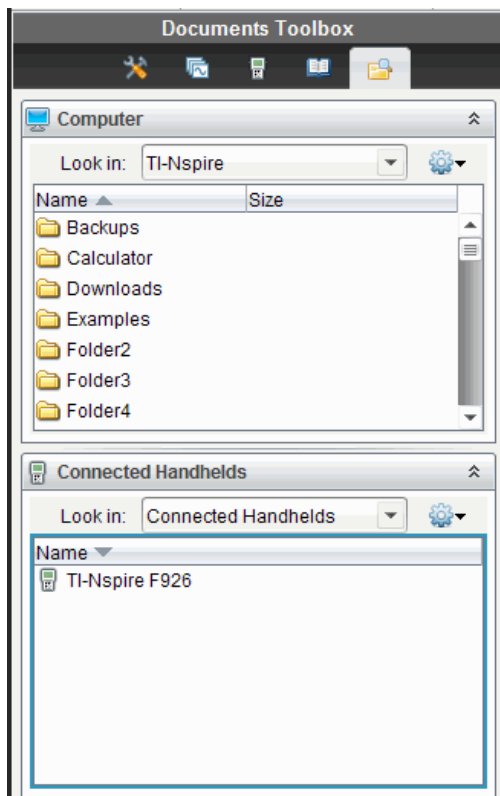 Documents Toolbox
Computer
Look in: TI-Nspire
Name Size
Backups
Calculator
Downloads
Examples
Folder2
Folder3
Folder4
Connected Handhelds
Look in: Connected Handhelds
Name
TI-Nspire F926